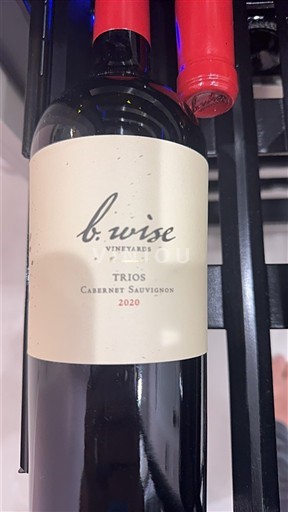 b. wise
VINEYARDS
TRIOS
CABERNET SAUVIGNON
2020